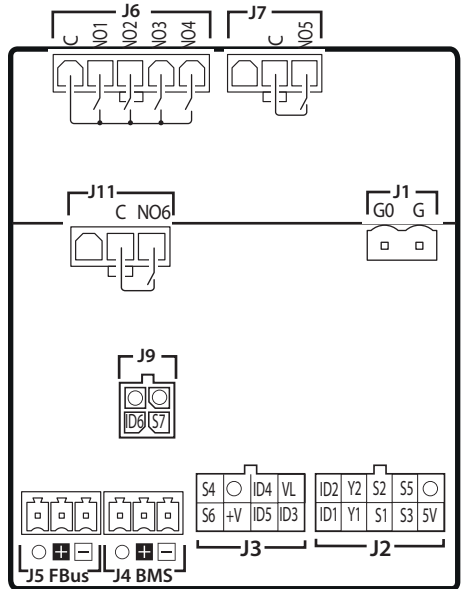 J6 J7
C NO1 NO2 NO3 NO4 C NO5
J11 J1
C NO6 G0 G
J9
ID6 S7
S4 ID4 VL ID2 Y2 S2 S5
S6 +V ID5 ID3 ID1 Y1 S1 S3 5V
+ − + −
J5 FBus J4 BMS J3 J2